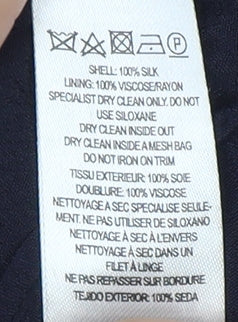 P
SHELL: 100% SILK
LINING: 100% VISCOSE/RAYON
SPECIALIST DRY CLEAN ONLY. DO NOT
USE SILOXANE
DRY CLEAN INSIDE OUT
DRY CLEAN INSIDE A MESH BAG
DO NOT IRON ON TRIM
TISSU EXTERIEUR: 100% SOIE
DOUBLURE: 100% VISCOSE
NETTOYAGE A SEC SPECIALISE SEULE-
MENT. NE PAS UTILISER DE SILOXANO
NETTOYAGE À SEC À L'ENVERS
NETTOYAGE À SEC DANS UN
FILET À LINGE
NE PAS REPASSER SUR BORDURE
TEJIDO EXTERIOR: 100% SEDA